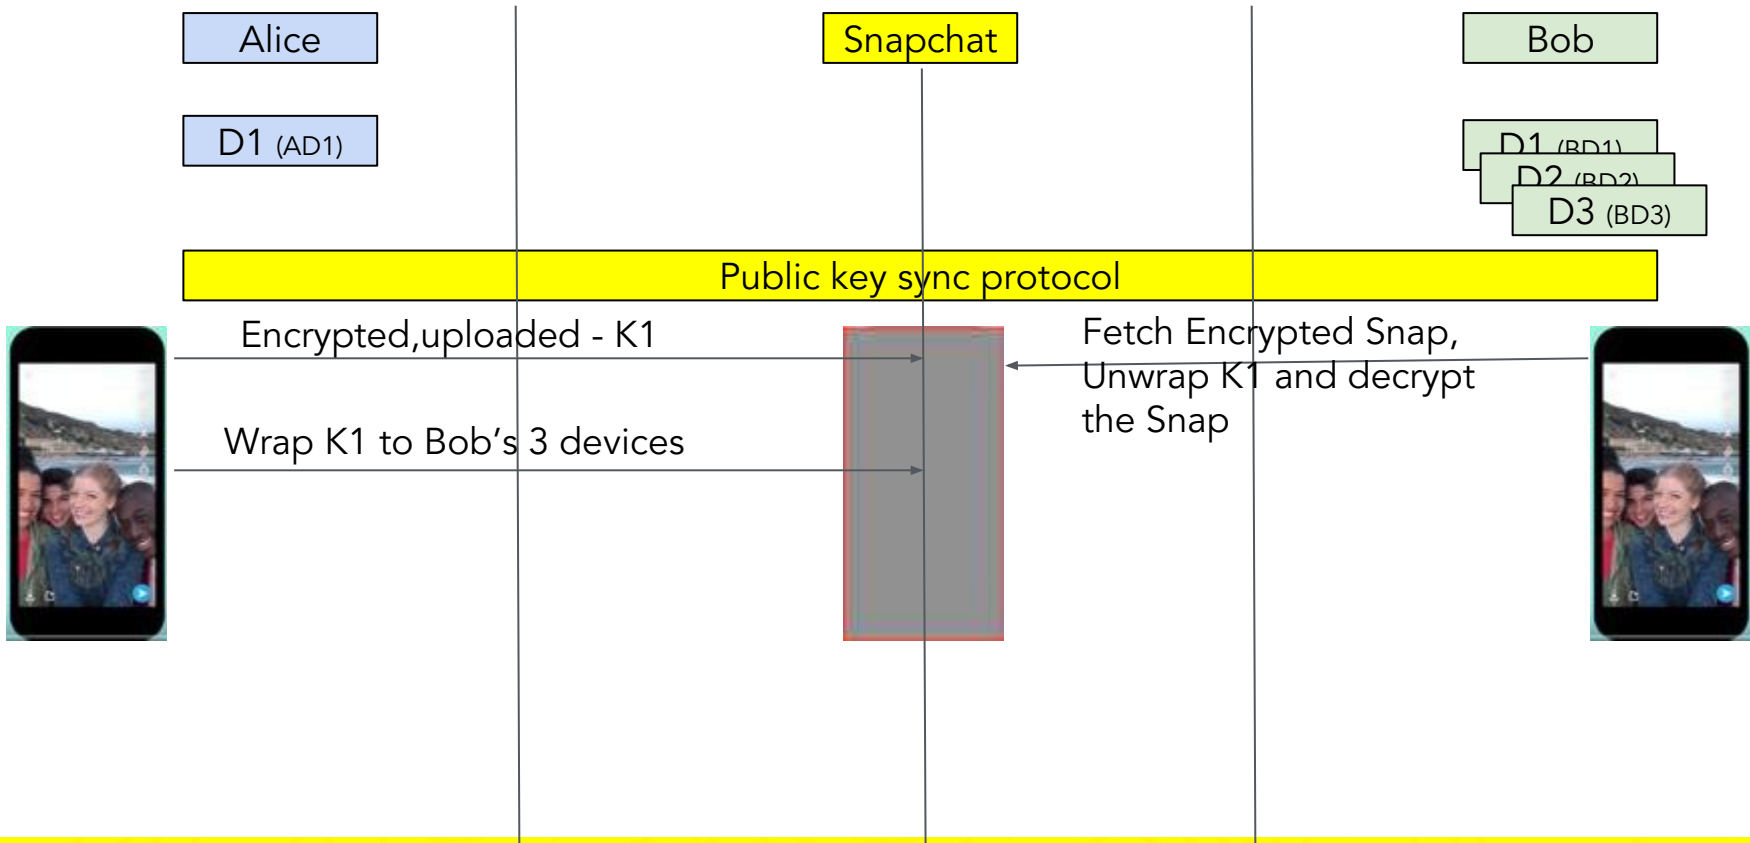 Alice
Snapchat
Bob
D1 (AD1)
D1 (BD1)
D2 (BD2)
D3 (BD3)
Public key sync protocol
Encrypted,uploaded - K1
Wrap K1 to Bob's 3 devices
Fetch Encrypted Snap,
Unwrap K1 and decrypt
the Snap